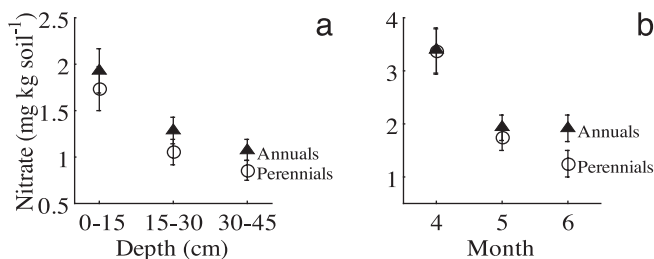 a
Nitrate (mg kg soil-1)
2.5
2
1.5
1
0.5
Annuals
Perennials
0-15 15-30 30-45
Depth (cm)
b
4
3
2
1
Annuals
Perennials
4 5 6
Month